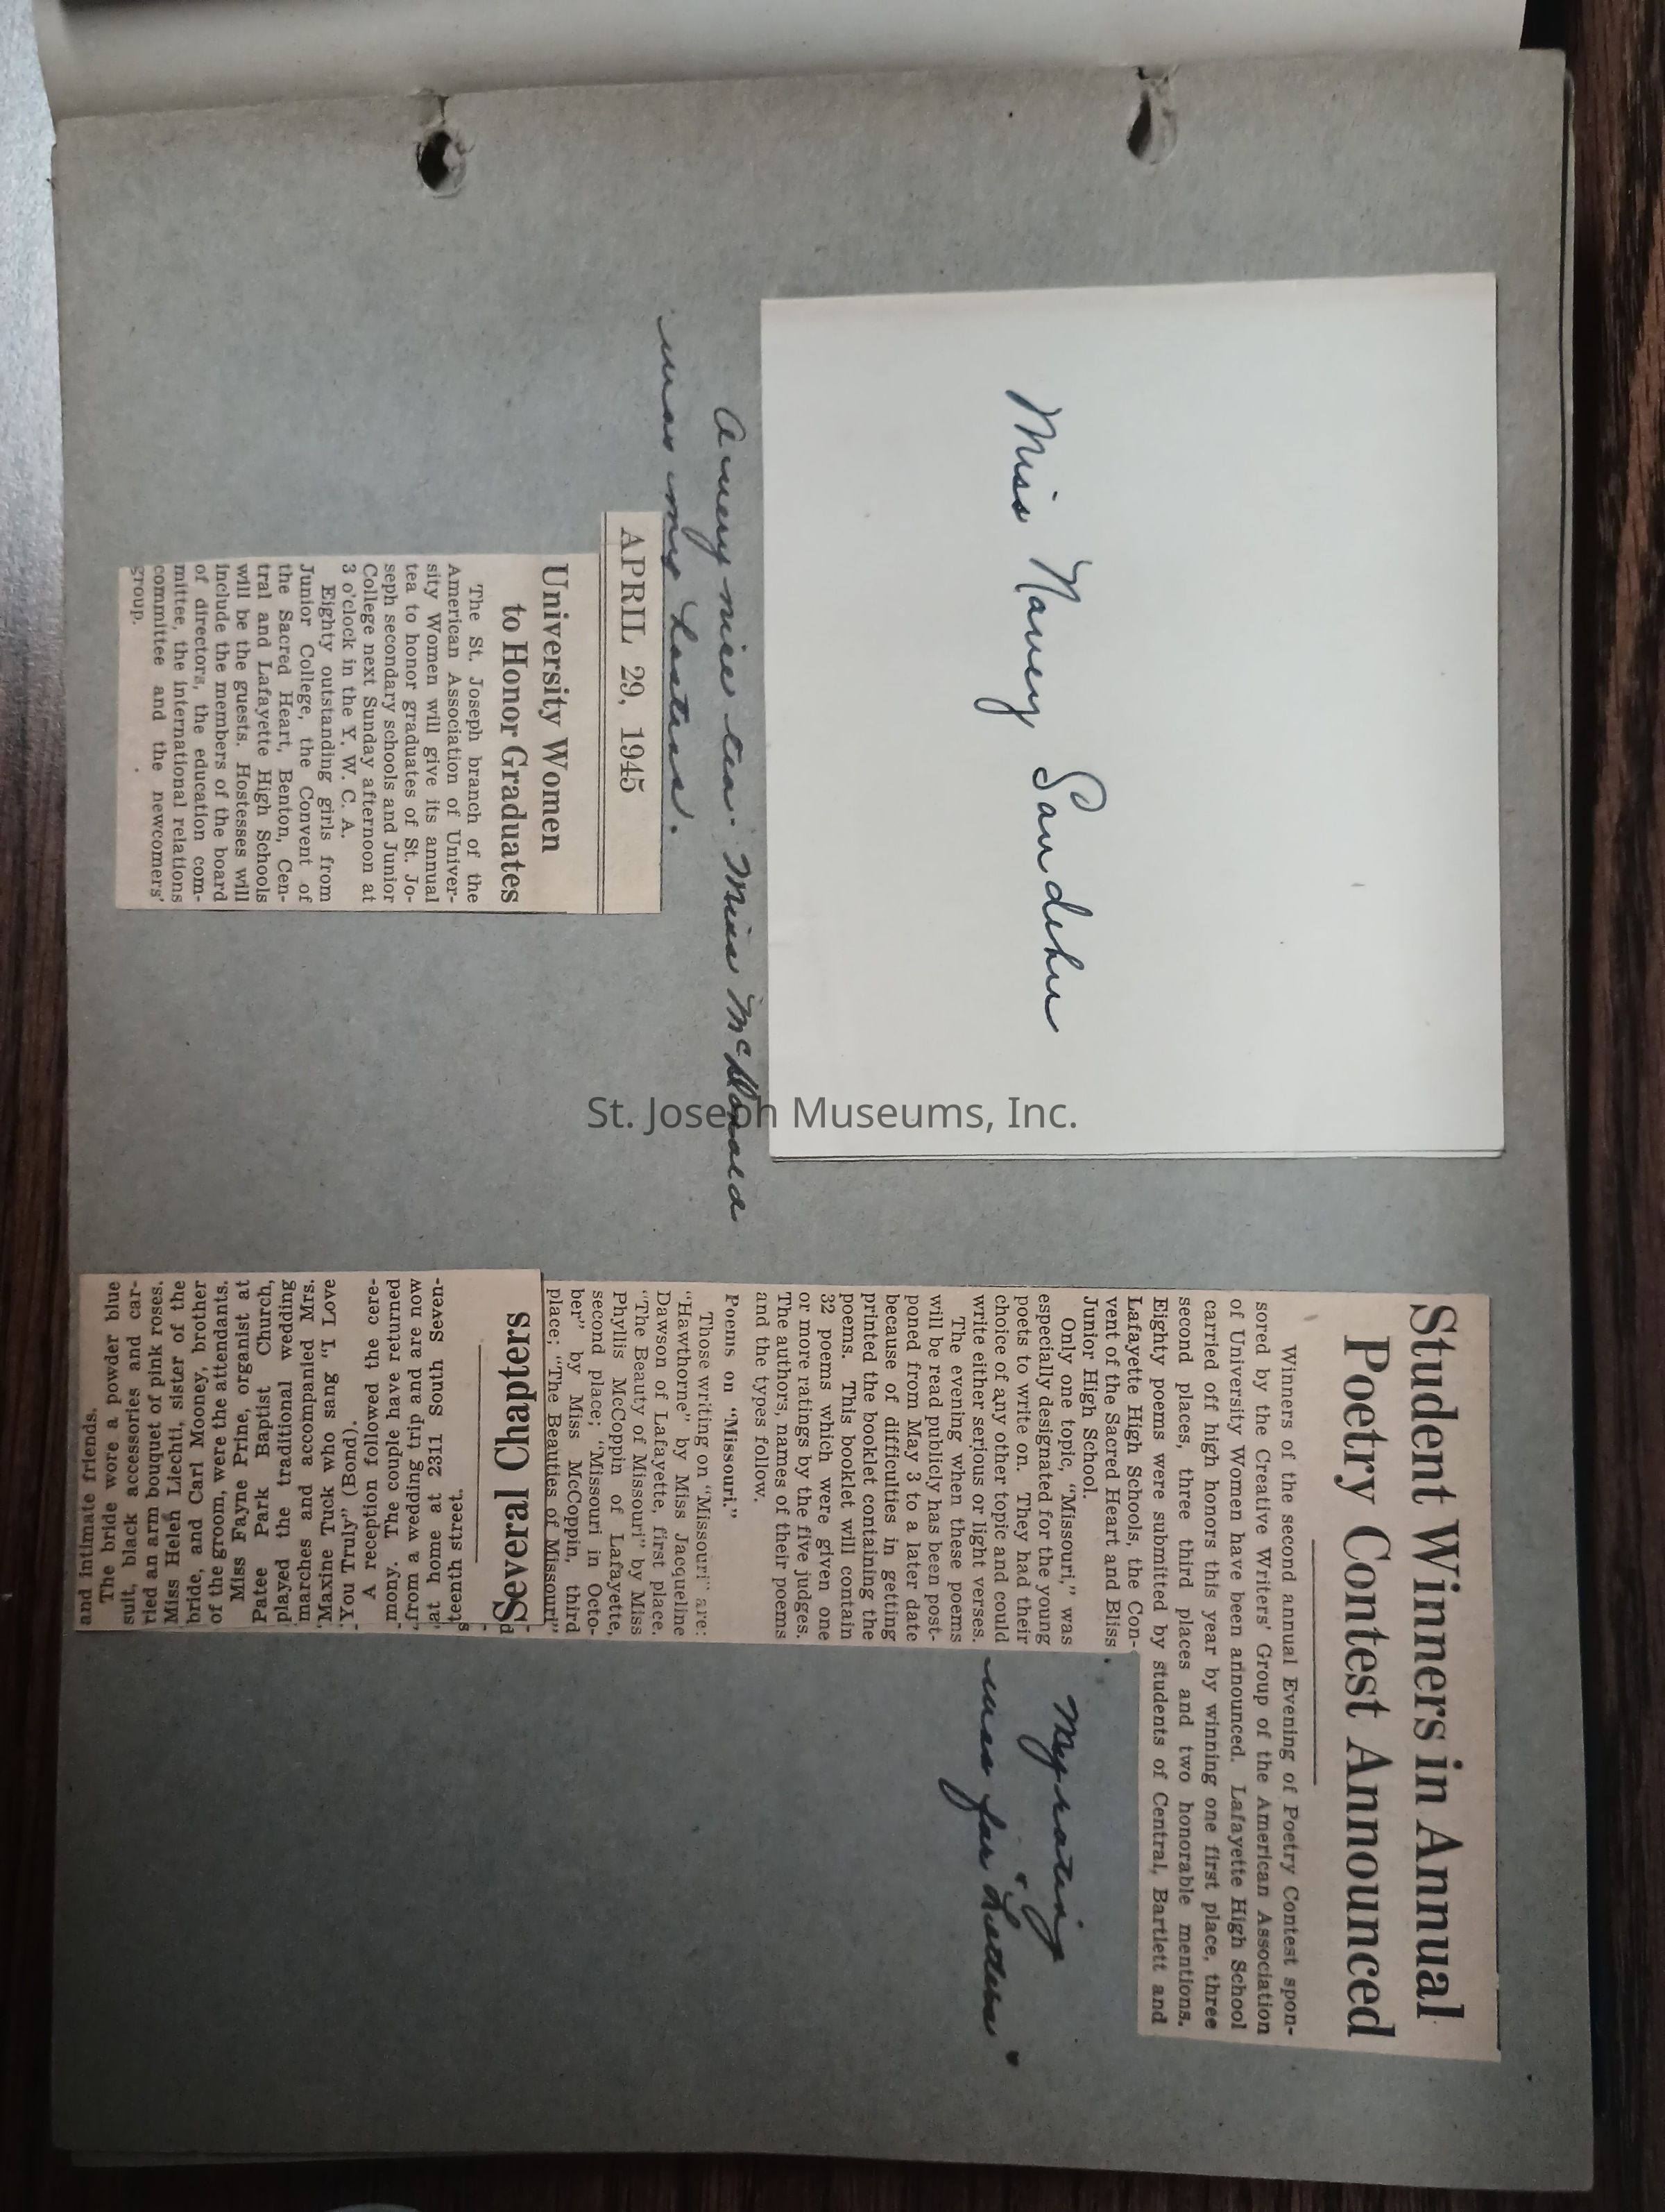 Miss Nancy Sandehn
A very nice tea. Miss McDonald
was my hostess.
APRIL 29, 1945
University Women
to Honor Graduates
The St. Joseph branch of the
American Association of Univer-
sity Women will give its annual
tea to honor graduates of St. Jo-
seph secondary schools and Junior
College next Sunday afternoon at
3 o'clock in the Y. W. C. A.
Eighty outstanding girls from
Junior College, the Convent of
the Sacred Heart, Benton, Cen-
tral and Lafayette High Schools
will be the guests. Hostesses will
include the members of the board
of directors, the education com-
mittee, the international relations
committee and the newcomers'
group.
Student Winners in Annual
Poetry Contest Announced
Winners of the second annual Evening of Poetry Contest spon-
sored by the Creative Writers' Group of the American Association
of University Women have been announced. Lafayette High School
carried off high honors this year by winning one first place, three
second places, three third places and two honorable mentions.
Eighty poems were submitted by students of Central, Bartlett and
Lafayette High Schools, the Con-
vent of the Sacred Heart and Bliss
Junior High School.
Only one topic, "Missouri," was
especially designated for the young
poets to write on. They had their
choice of any other topic and could
write either serious or light verses.
The evening when these poems
will be read publicly has been post-
poned from May 3 to a later date
because of difficulties in getting
printed the booklet containing the
poems. This booklet will contain
32 poems which were given one
or more ratings by the five judges.
The authors, names of their poems
and the types follow.
Poems on "Missouri."
Those writing on "Missouri" are:
"Hawthorne" by Miss Jacqueline
Dawson of Lafayette, first place.
"The Beauty of Missouri" by Miss
Phyllis McCoppin of Lafayette,
second place; "Missouri in Octo-
ber" by Miss McCoppin, third
place; "The Beauties of Missouri"
My rating
was for "Letters"
Several Chapters
teenth street.
at home at 2311 South Seven-
from a wedding trip and are now
mony. The couple have returned
A reception followed the cere-
You Truly" (Bond).
Maxine Tuck who sang "I Love
marches and accompanied Mrs.
played the traditional wedding
Patee Park Baptist Church,
Miss Fayne Prine, organist at
of the groom, were the attendants.
bride, and Carl Mooney, brother
Miss Helen Liechti, sister of the
ried an arm bouquet of pink roses.
suit, black accessories and car-
The bride wore a powder blue
and intimate friends.
St. Joseph Museums, Inc.